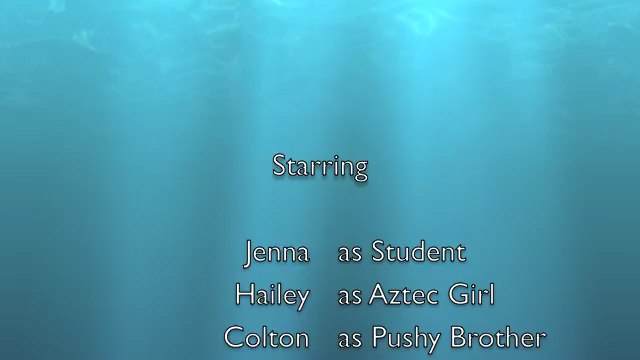 Starring
Jenna as Student
Hailey as Aztec Girl
Colton as Pushy Brother